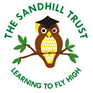 THE SANDHILL TRUST
LEARNING TO FLY HIGH